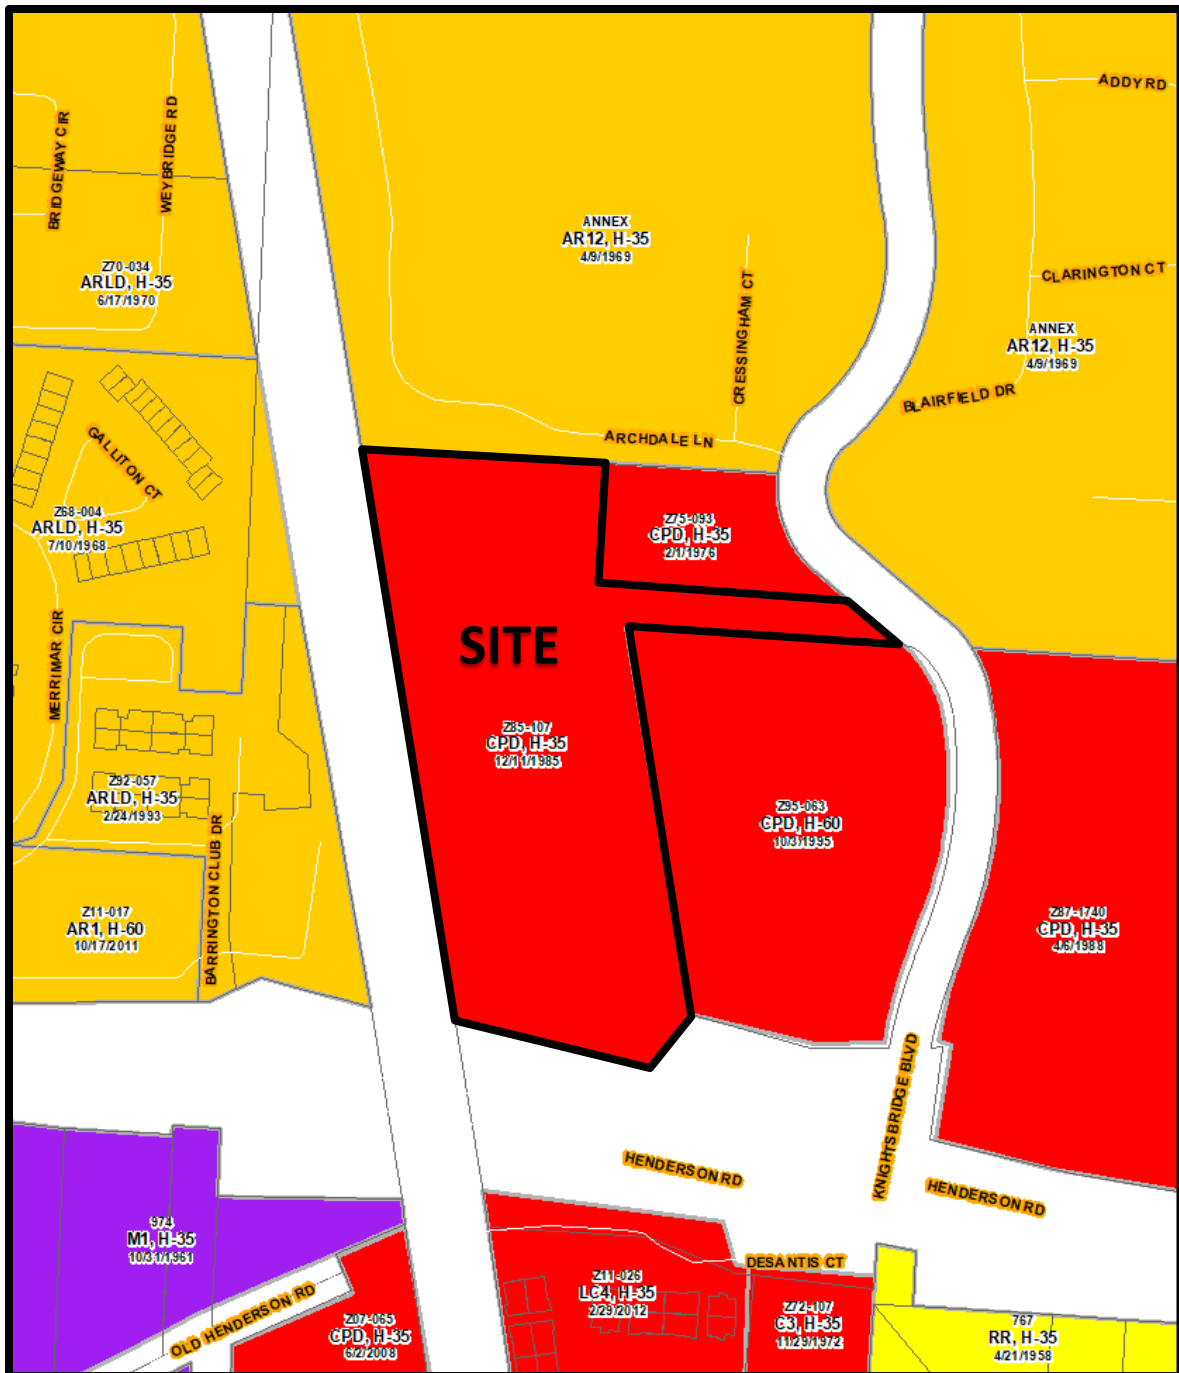 ADDY RD
BRIDGEWAY CIR
WEYBRIDGE RD
ANNEX
AR12, H-35
4/9/1969
Z70-034
ARLD, H-35
6/17/1970
CLARINGTON CT
CRESSINGHAM CT
ANNEX
AR12, H-35
4/9/1969
BLAIRFIELD DR
ARCHDALE LN
GALLITON CT
Z68-004
ARLD, H-35
7/10/1968
Z75-093
CPD, H-35
2/1/1976
MERRIMAR CIR
SITE
Z85-107
CPD, H-35
12/11/1985
Z92-057
ARLD, H-35
2/24/1993
Z95-063
CPD, H-60
10/3/1995
BARRINGTON CLUB DR
Z11-017
AR1, H-60
10/17/2011
Z87-1740
CPD, H-35
4/6/1988
KNIGHTSBRIDGE BLVD
HENDERSON RD
HENDERSON RD
974
M1, H-35
10/31/1961
DESANTIS CT
Z11-026
LC4, H-35
2/29/2012
OLD HENDERSON RD
Z07-065
CPD, H-35
6/2/2008
Z72-107
C3, H-35
11/29/1972
767
RR, H-35
4/21/1958